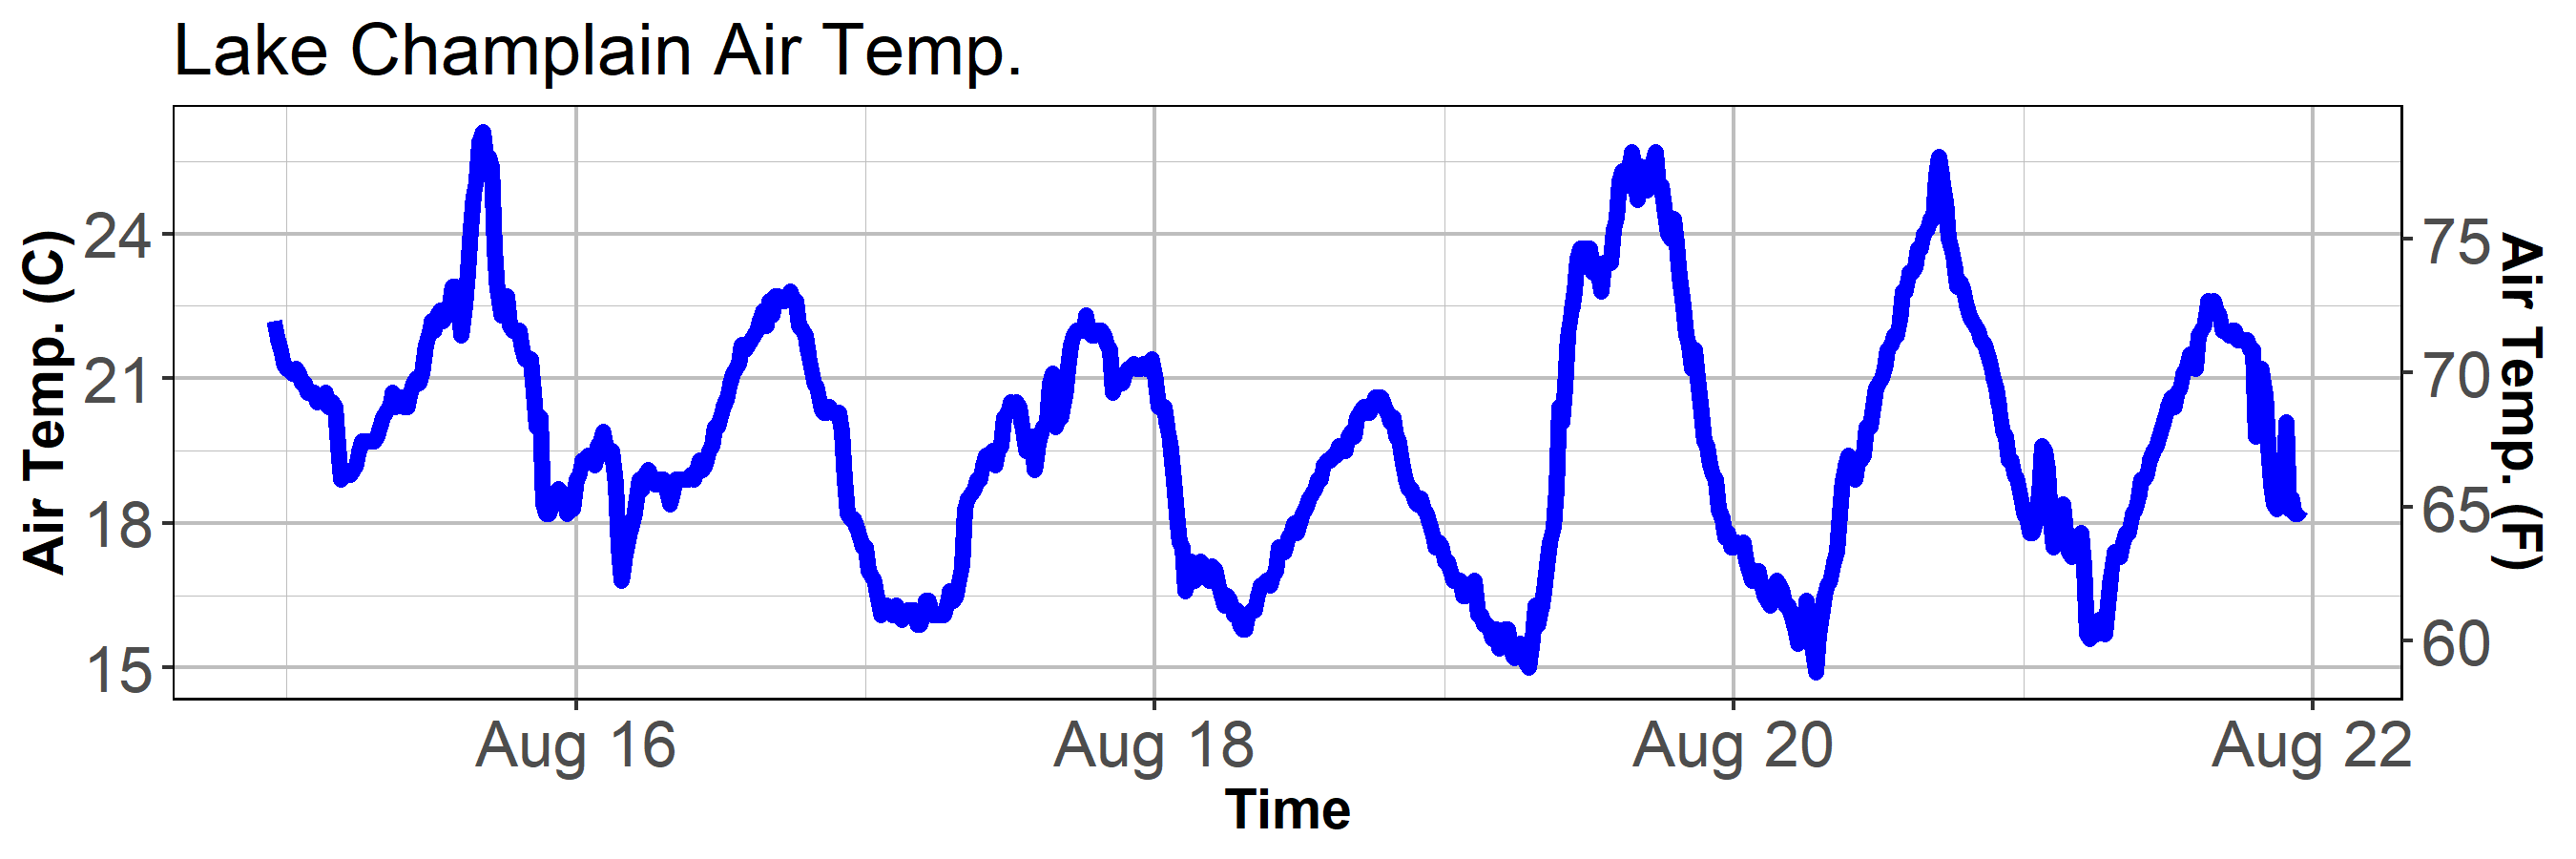 Lake Champlain Air Temp.
Air Temp. (C)
24
21
18
15
75
70
65
60
Air Temp. (F)
Aug 16
Aug 18
Aug 20
Aug 22
Time